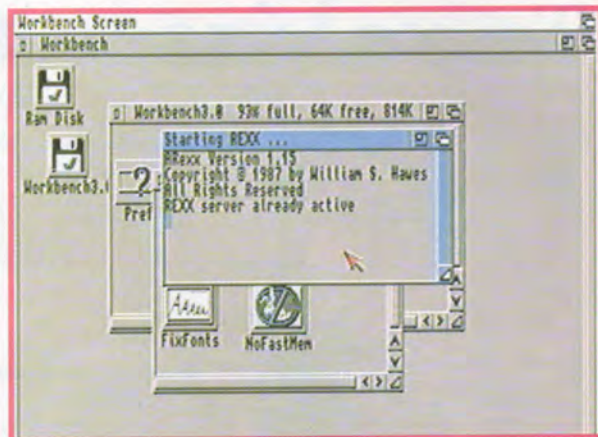 Workbench Screen
Workbench
Ram Disk
Workbench3.
Workbench3.0 93% full, 64K free, 814K
Pref
Starting REXX ...
ARexx Version 1.15
Copyright © 1987 by William S. Hawes
All Rights Reserved
REXX server already active
FixFonts
NoFastMem